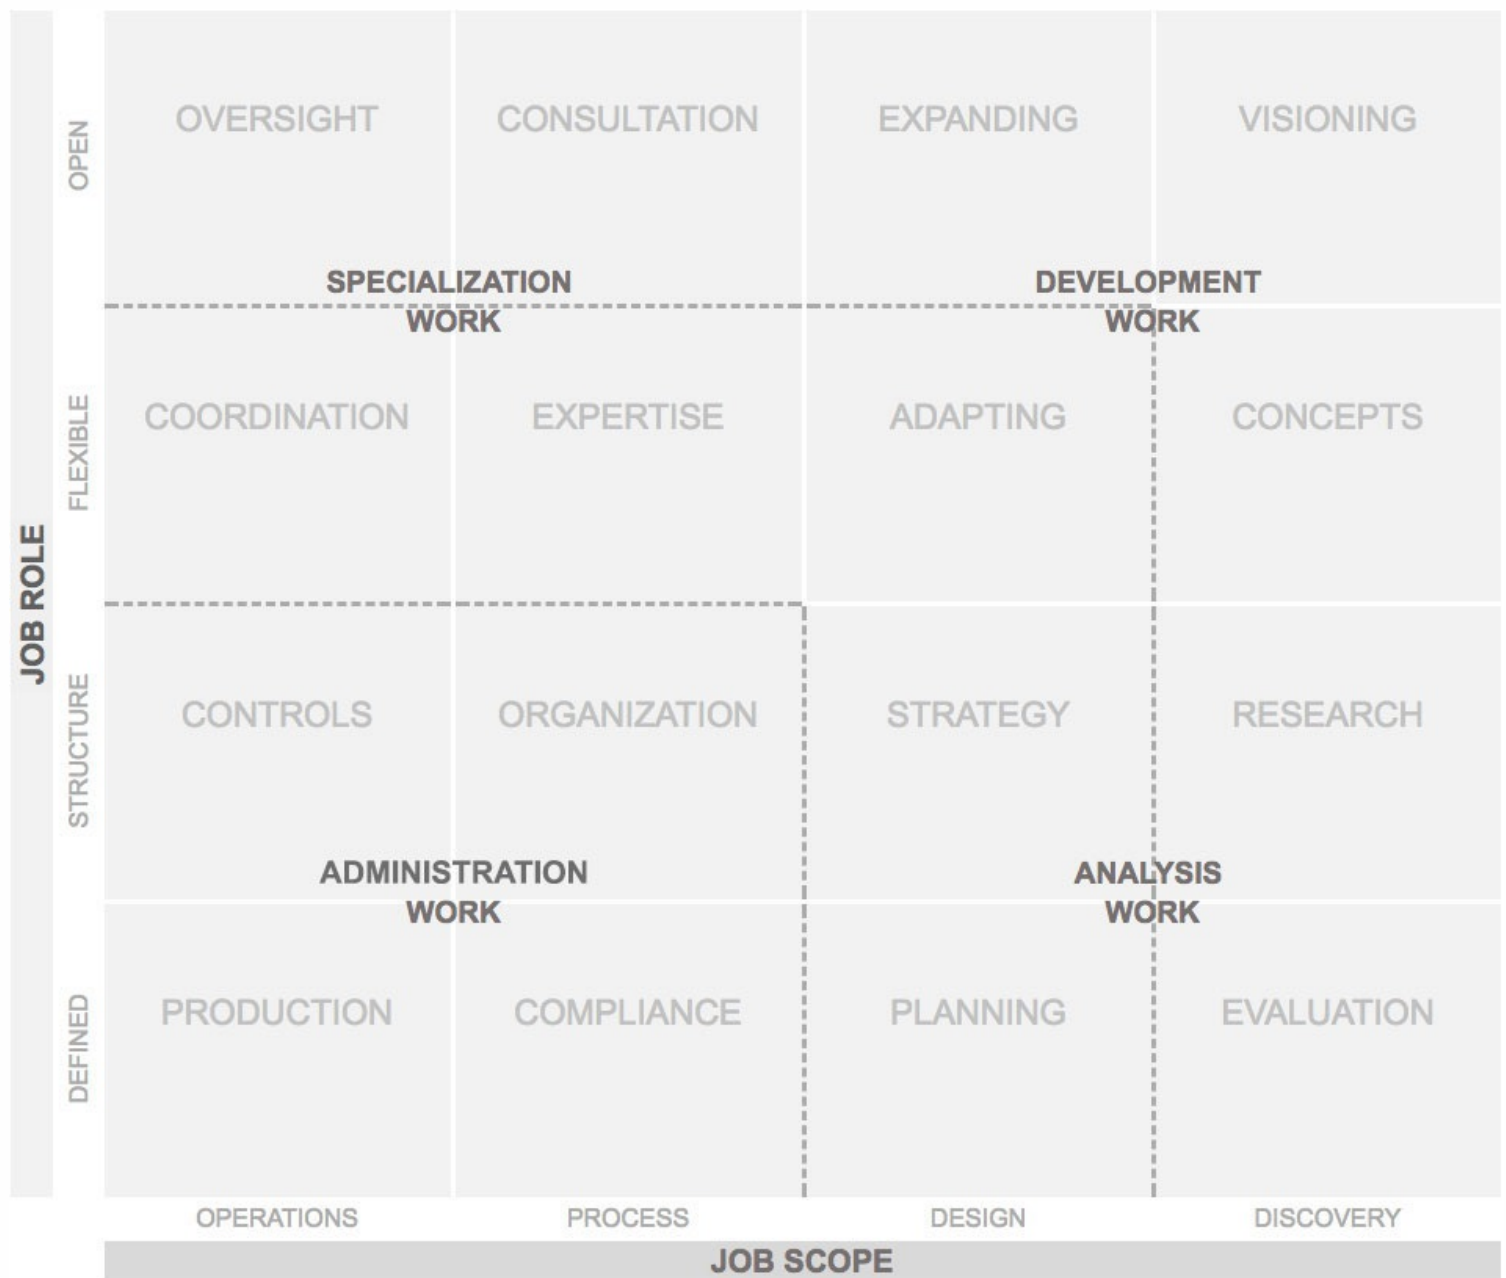 OPEN
OVERSIGHT
CONSULTATION
EXPANDING
VISIONING
SPECIALIZATION
WORK
DEVELOPMENT
WORK
FLEXIBLE
COORDINATION
EXPERTISE
ADAPTING
CONCEPTS
JOB ROLE
STRUCTURE
CONTROLS
ORGANIZATION
STRATEGY
RESEARCH
ADMINISTRATION
WORK
ANALYSIS
WORK
DEFINED
PRODUCTION
COMPLIANCE
PLANNING
EVALUATION
OPERATIONS
PROCESS
DESIGN
DISCOVERY
JOB SCOPE